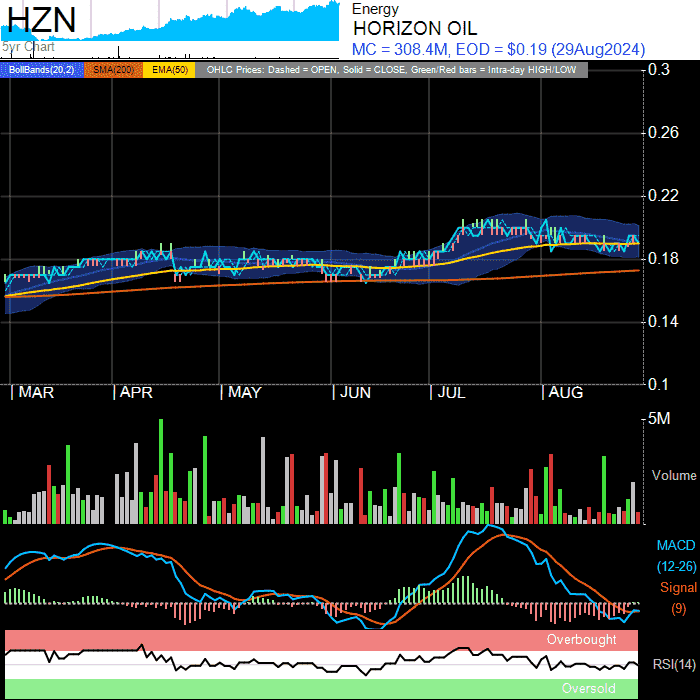 HZN
5yr Chart
Energy
HORIZON OIL
MC = 308.4M, EOD = $0.19 (29Aug2024)
BollBands(20,2) SMA(200) EMA(50) OHLC Prices: Dashed = OPEN, Solid = CLOSE, Green/Red bars = Intra-day HIGH/LOW
0.3
0.26
0.22
0.18
0.14
0.1
MAR APR MAY JUN JUL AUG
5M
Volume
MACD
(12-26)
Signal
(9)
Overbought
RSI(14)
Oversold